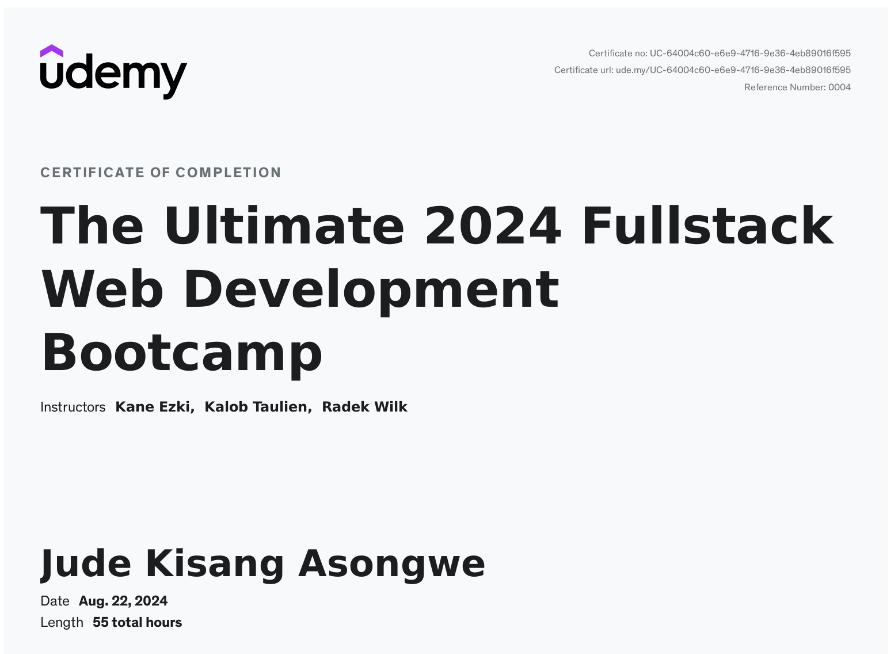 udemy
Certificate no: UC-64004c60-e6e9-4716-9e36-4eb89016f595
Certificate url: ude.my/UC-64004c60-e6e9-4716-9e36-4eb89016f595
Reference Number: 0004
CERTIFICATE OF COMPLETION
The Ultimate 2024 Fullstack
Web Development
Bootcamp
Instructors Kane Ezki, Kalob Taulien, Radek Wilk
Jude Kisang Asongwe
Date Aug. 22, 2024
Length 55 total hours